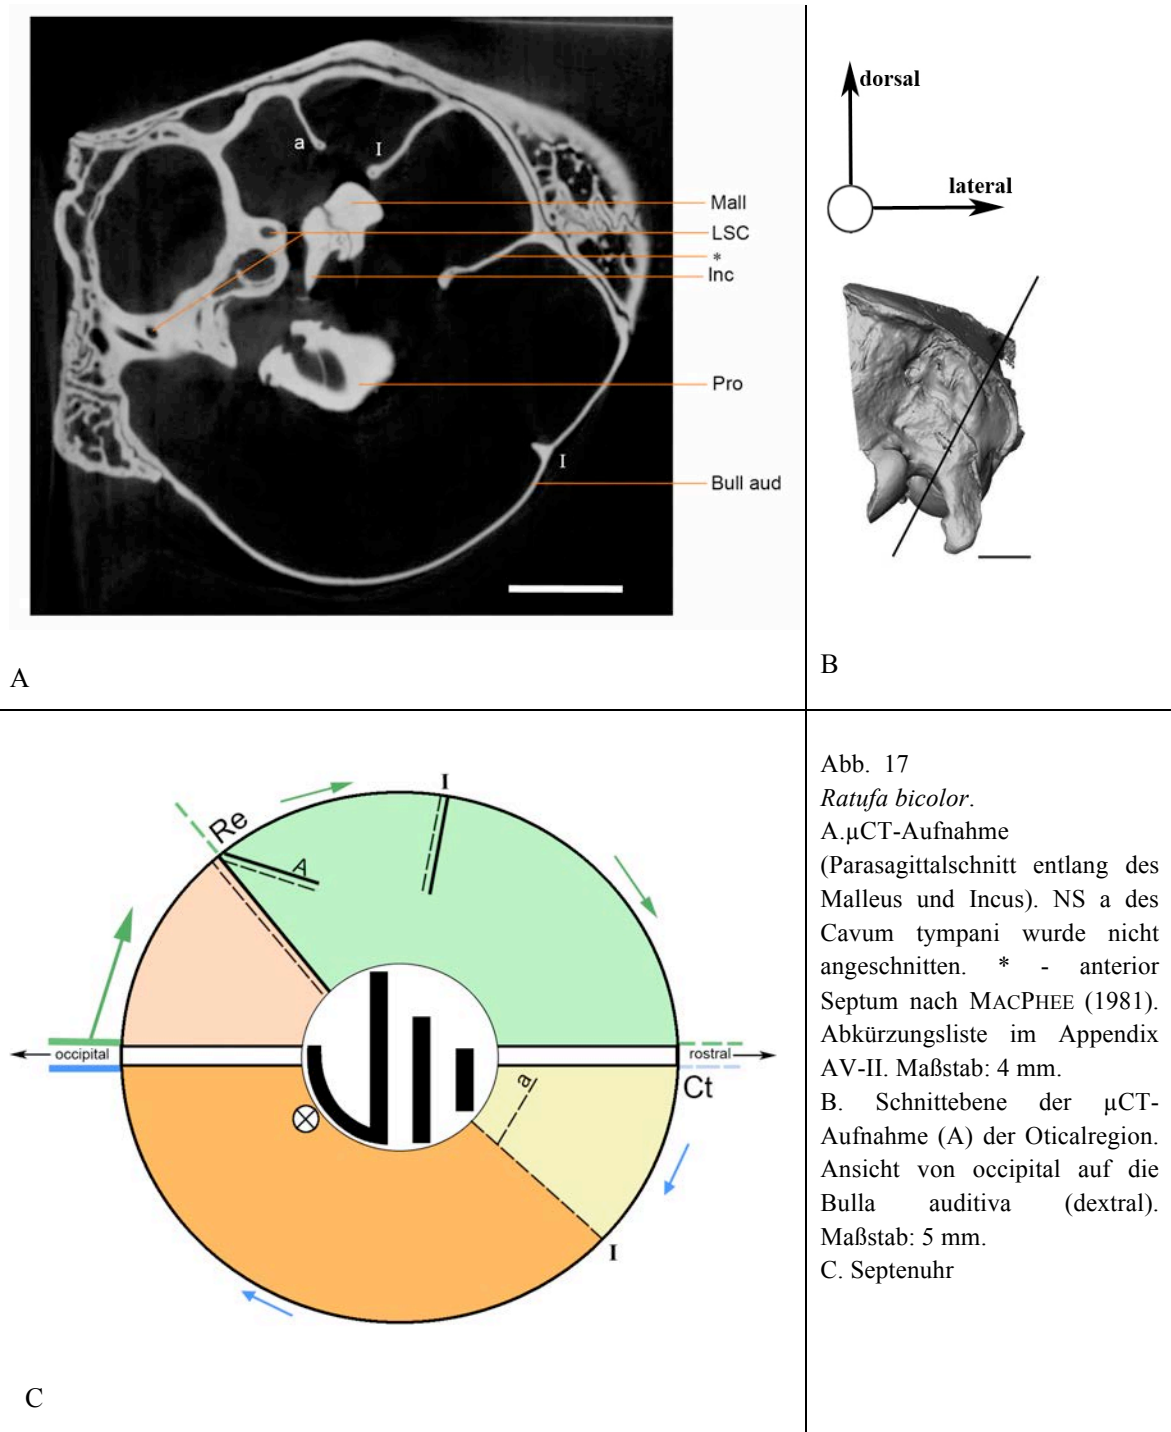 a
I
Mall
LSC
*
Inc
Pro
I
Bull aud
A
dorsal
lateral
B
I
Re
A
occipital
rostral
Ct
a
I
C
Abb. 17
Ratufa bicolor.
A.µCT-Aufnahme
(Parasagittalschnitt entlang des
Malleus und Incus). NS a des
Cavum tympani wurde nicht
angeschnitten. * - anterior
Septum nach MACPHEE (1981).
Abkürzungsliste im Appendix
AV-II. Maßstab: 4 mm.
B. Schnittebene der µCT-
Aufnahme (A) der Oticalregion.
Ansicht von occipital auf die
Bulla auditiva (dextral).
Maßstab: 5 mm.
C. Septenuhr